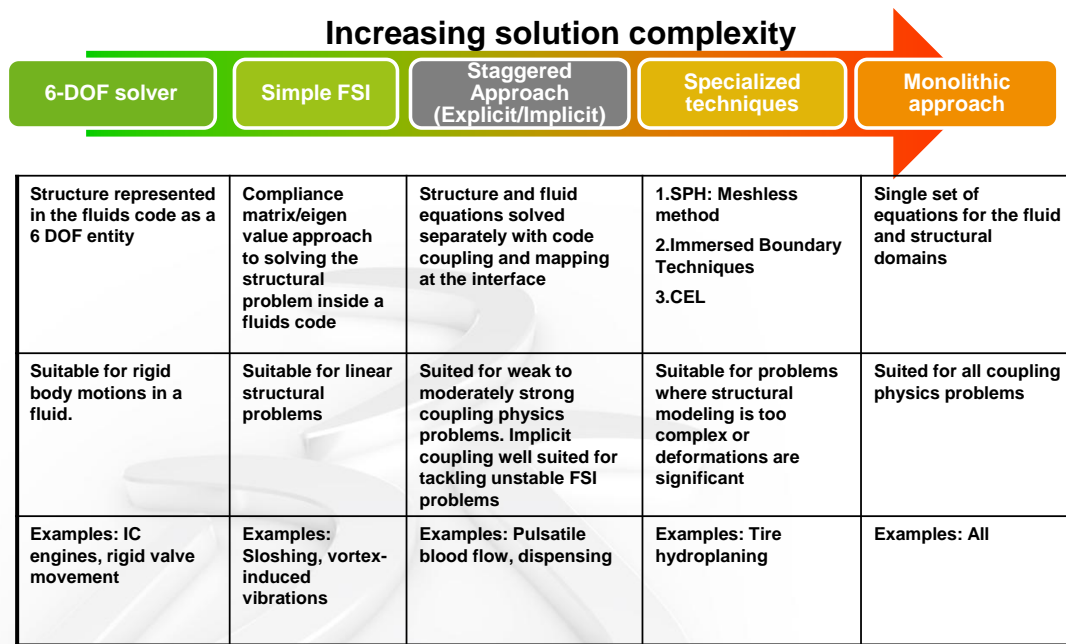 Increasing solution complexity
6-DOF solver
Simple FSI
Staggered
Approach
(Explicit/Implicit)
Specialized
techniques
Monolithic
approach
Structure represented
in the fluids code as a
6 DOF entity
Compliance
matrix/eigen
value approach
to solving the
structural
problem inside a
fluids code
Structure and fluid
equations solved
separately with code
coupling and mapping
at the interface
1.SPH: Meshless
method
2.Immersed Boundary
Techniques
3.CEL
Single set of
equations for the fluid
and structural
domains
Suitable for rigid
body motions in a
fluid.
Suitable for linear
structural
problems
Suited for weak to
moderately strong
coupling physics
problems. Implicit
coupling well suited for
tackling unstable FSI
problems
Suitable for problems
where structural
modeling is too
complex or
deformations are
significant
Suited for all coupling
physics problems
Examples: IC
engines, rigid valve
movement
Examples:
Sloshing, vortex-
induced
vibrations
Examples: Pulsatile
blood flow, dispensing
Examples: Tire
hydroplaning
Examples: All